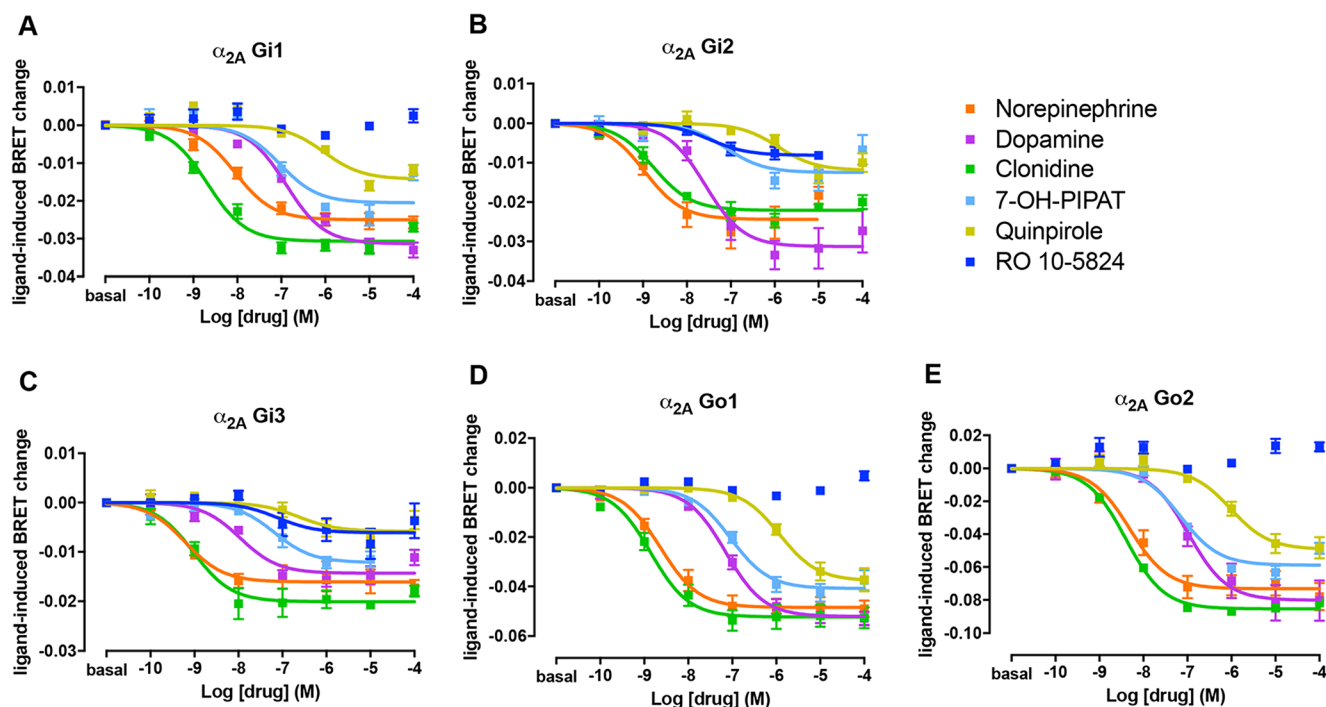 A
α2A Gi1
ligand-induced BRET change
0.01
0.00
-0.01
-0.02
-0.03
-0.04
basal -10 -9 -8 -7 -6 -5 -4
Log [drug] (M)
B
α2A Gi2
ligand-induced BRET change
0.01
0.00
-0.01
-0.02
-0.03
-0.04
basal -10 -9 -8 -7 -6 -5 -4
Log [drug] (M)
Norepinephrine
Dopamine
Clonidine
7-OH-PIPAT
Quinpirole
RO 10-5824
C
α2A Gi3
ligand-induced BRET change
0.01
0.00
-0.01
-0.02
-0.03
basal -10 -9 -8 -7 -6 -5 -4
Log [drug] (M)
D
α2A Go1
ligand-induced BRET change
0.02
0.00
-0.02
-0.04
-0.06
basal -10 -9 -8 -7 -6 -5 -4
Log [drug] (M)
E
α2A Go2
ligand-induced BRET change
0.02
0.00
-0.02
-0.04
-0.06
-0.08
-0.10
basal -10 -9 -8 -7 -6 -5 -4
Log [drug] (M)